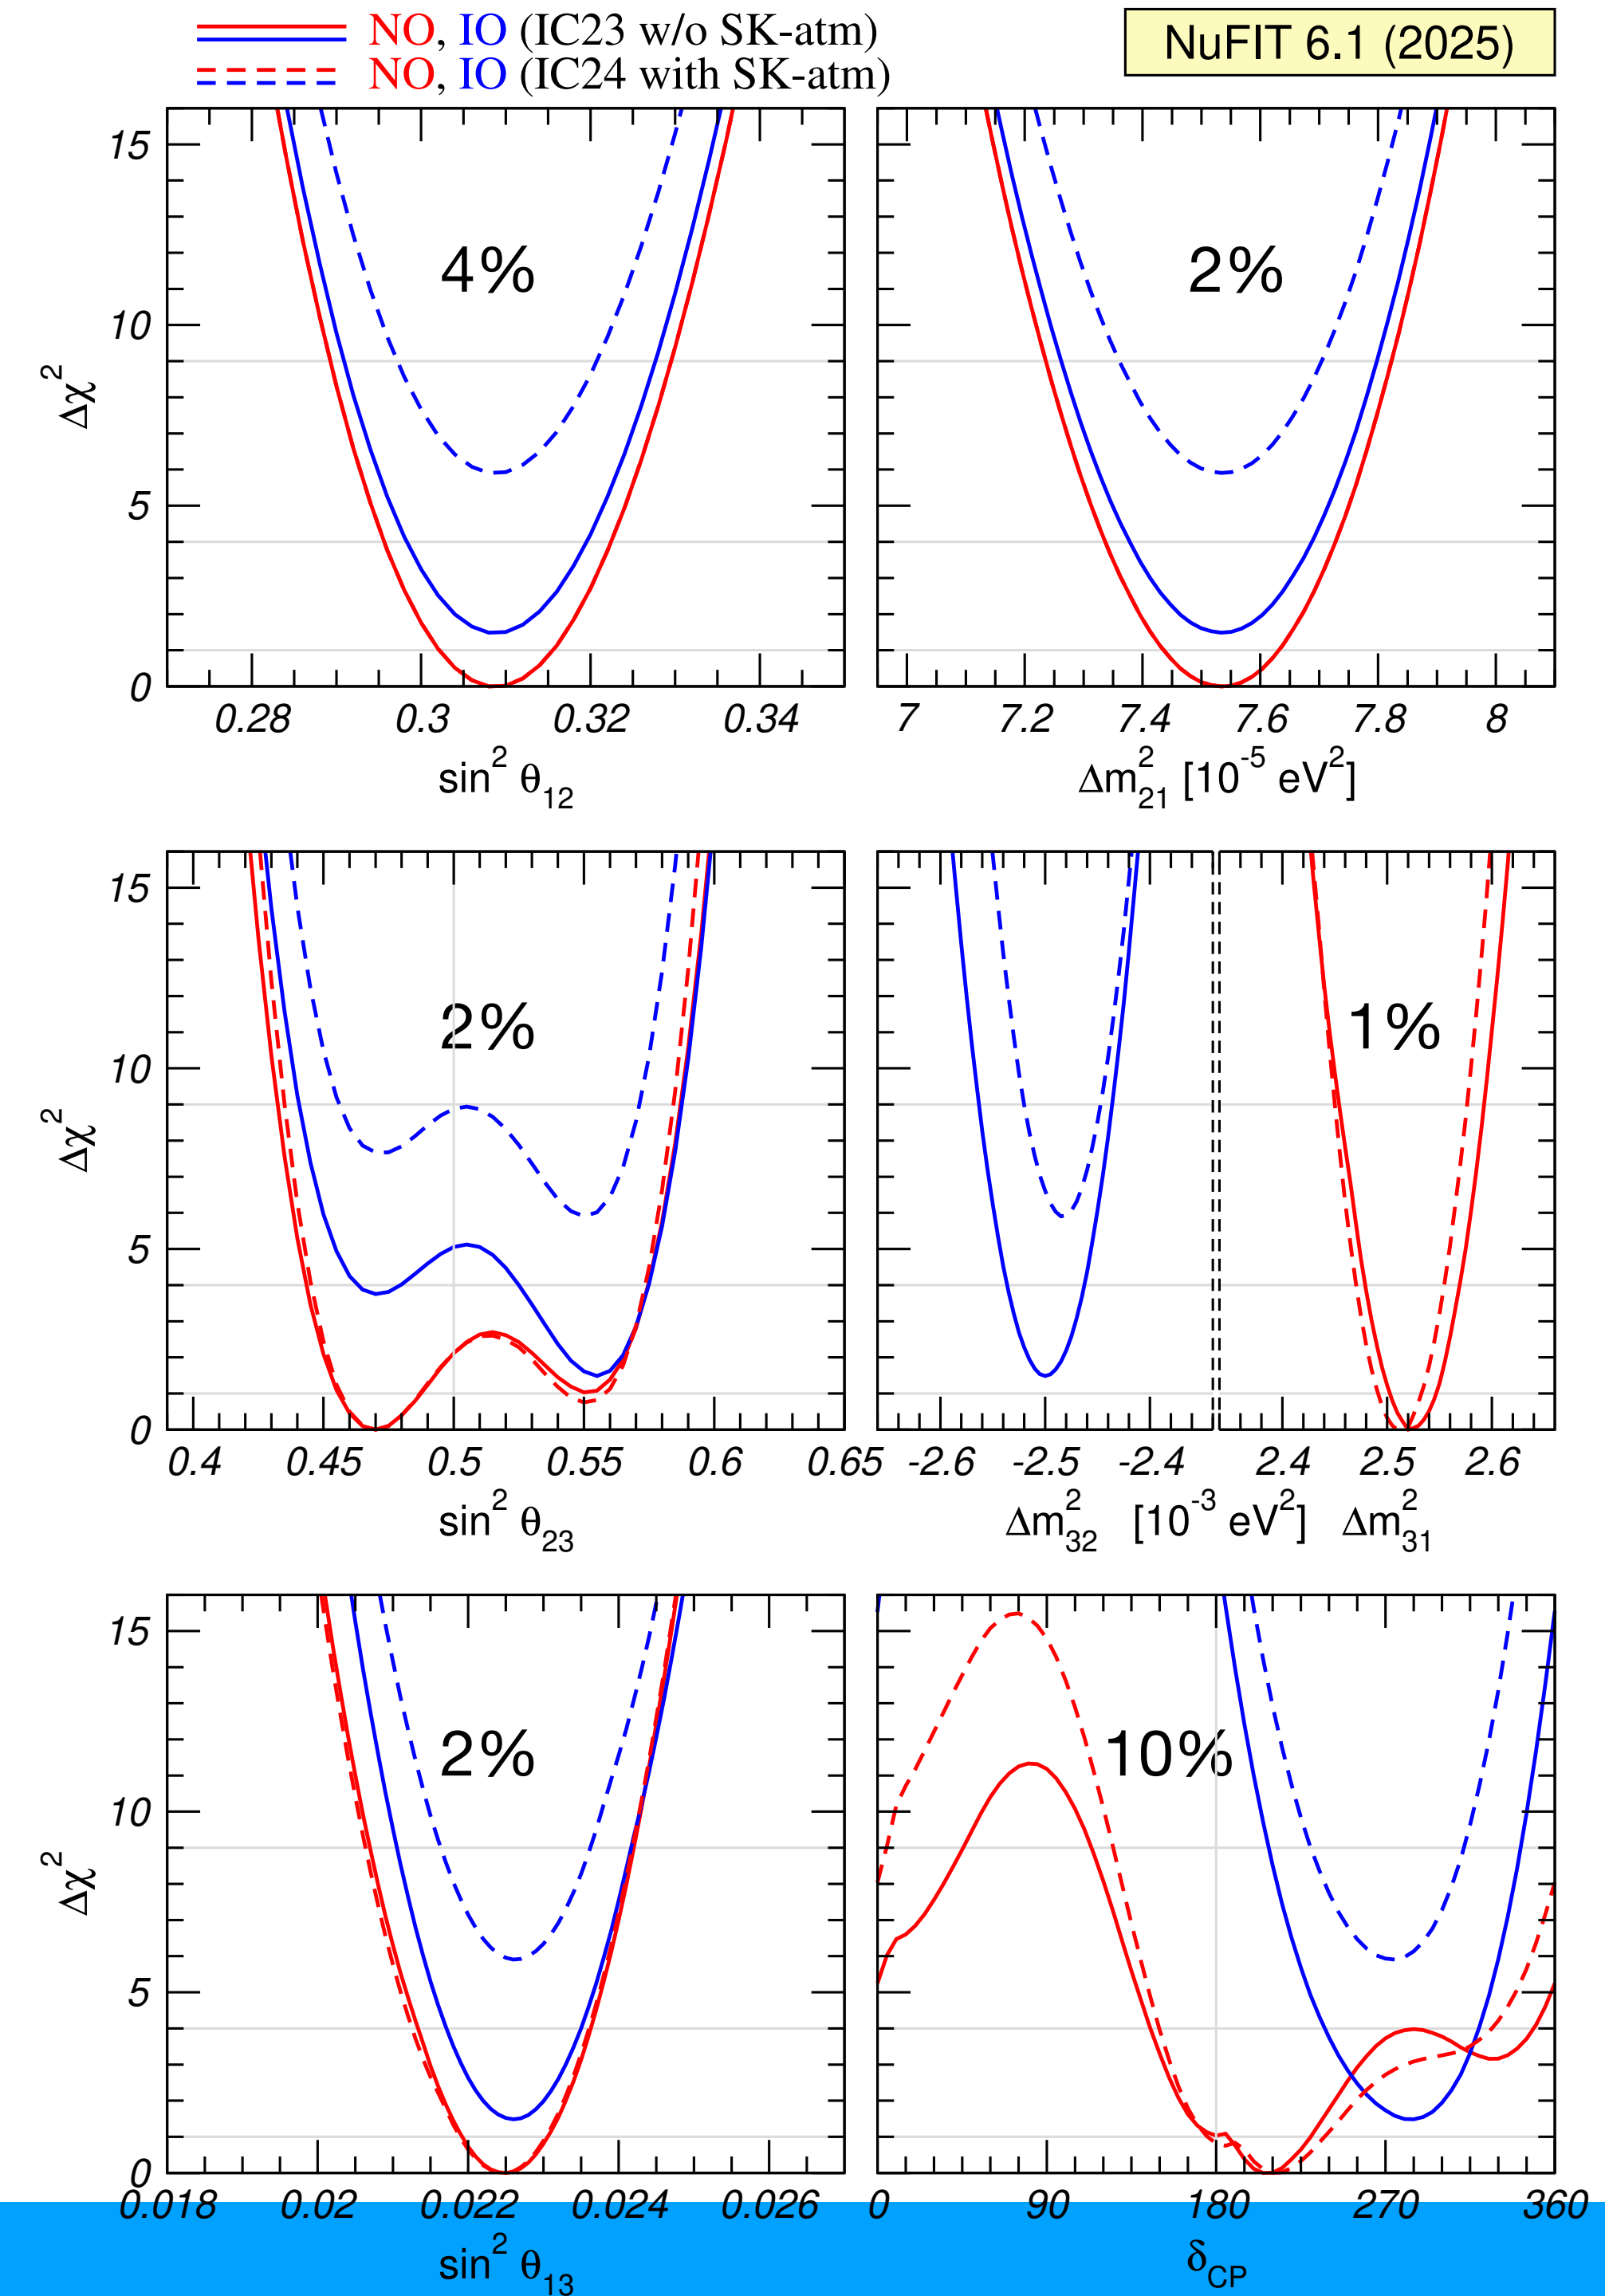 NO, IO (IC23 w/o SK-atm)
NO, IO (IC24 with SK-atm)
NuFIT 6.1 (2025)
15
10
5
0
Δχ²
4%
0.28 0.3 0.32 0.34
sin² θ₁₂
2%
7 7.2 7.4 7.6 7.8 8
Δm²₂₁ [10⁻⁵ eV²]
15
10
5
0
Δχ²
2%
0.4 0.45 0.5 0.55 0.6 0.65
sin² θ₂₃
1%
-2.6 -2.5 -2.4 2.4 2.5 2.6
Δm²₃₂ [10⁻³ eV²] Δm²₃₁
15
10
5
0
Δχ²
2%
0.018 0.02 0.022 0.024 0.026
sin² θ₁₃
10%
0 90 180 270 360
δCP